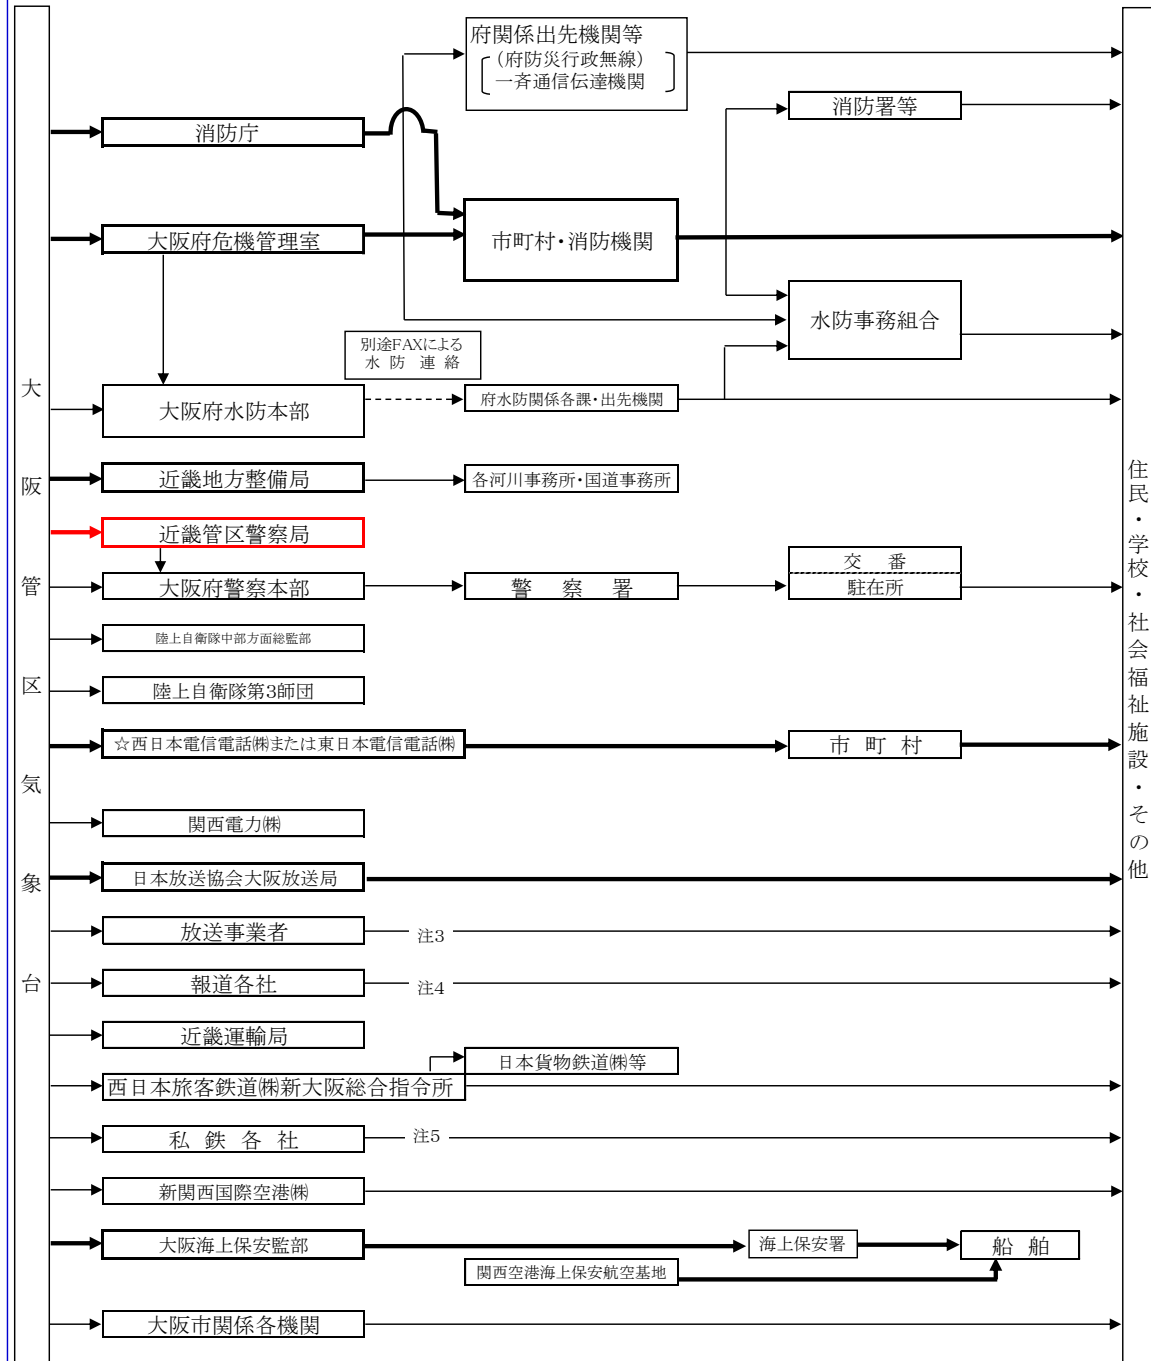 府関係出先機関等
(府防災行政無線)
一斉通信伝達機関
消防署等
消防庁
大阪府危機管理室
市町村・消防機関
水防事務組合
別途FAXによる
水 防 連 絡
大阪府水防本部
府水防関係各課・出先機関
近畿地方整備局
各河川事務所・国道事務所
近畿管区警察局
大阪府警察本部
警 察 署
交 番
駐在所
陸上自衛隊中部方面総監部
陸上自衛隊第3師団
☆西日本電信電話㈱または東日本電信電話㈱
市 町 村
関西電力㈱
日本放送協会大阪放送局
放送事業者
注3
報道各社
注4
近畿運輸局
日本貨物鉄道㈱等
西日本旅客鉄道㈱新大阪総合指令所
私 鉄 各 社
注5
新関西国際空港㈱
大阪海上保安監部
海上保安署
船 舶
関西空港海上保安航空基地
大阪市関係各機関
大阪管区気象台
住民・学校・社会福祉施設・その他